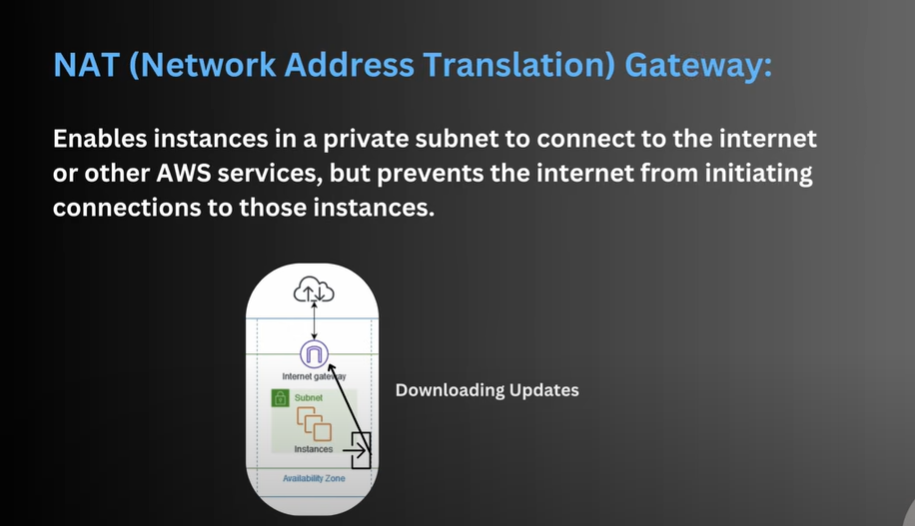 NAT (Network Address Translation) Gateway:
Enables instances in a private subnet to connect to the internet
or other AWS services, but prevents the internet from initiating
connections to those instances.
Internet gateway
Subnet
Instances
Availability Zone
Downloading Updates